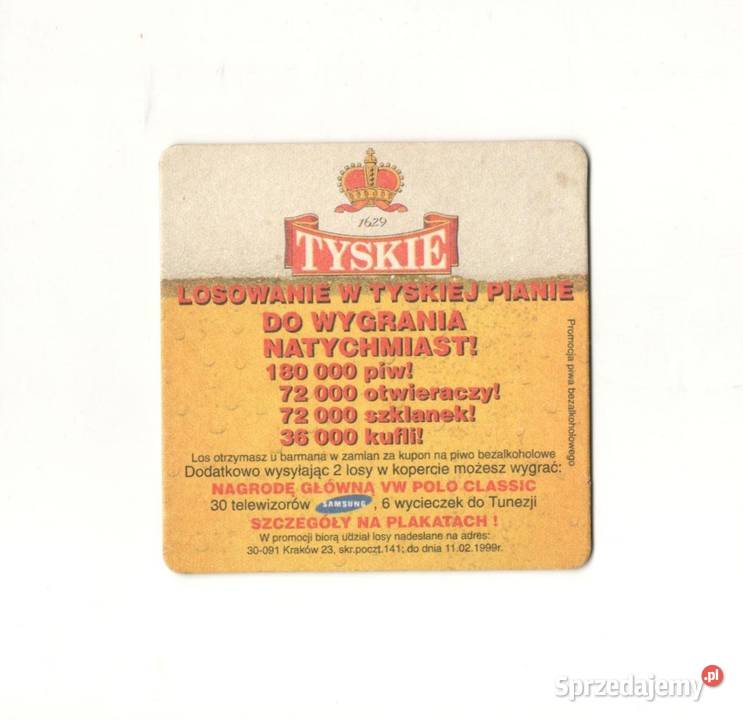 1629
TYSKIE
LOSOWANIE W TYSKIEJ PIANIE
DO WYGRANIA
NATYCHMIAST!
180 000 piw!
72 000 otwieraczy!
72 000 szklanek!
36 000 kufli!
Los otrzymasz u barmana w zamian za kupon na piwo bezalkoholowe
Dodatkowo wysyłając 2 losy w kopercie możesz wygrać:
NAGRODĘ GŁÓWNĄ VW POLO CLASSIC
30 telewizorów SAMSUNG , 6 wycieczek do Tunezji
SZCZEGÓŁY NA PLAKATACH !
W promocji biorą udział losy nadesłane na adres:
30-091 Kraków 23, skr.poczt.141; do dnia 11.02.1999r.
Promocja piwa bezalkoholowego
Sprzedajemy.pl